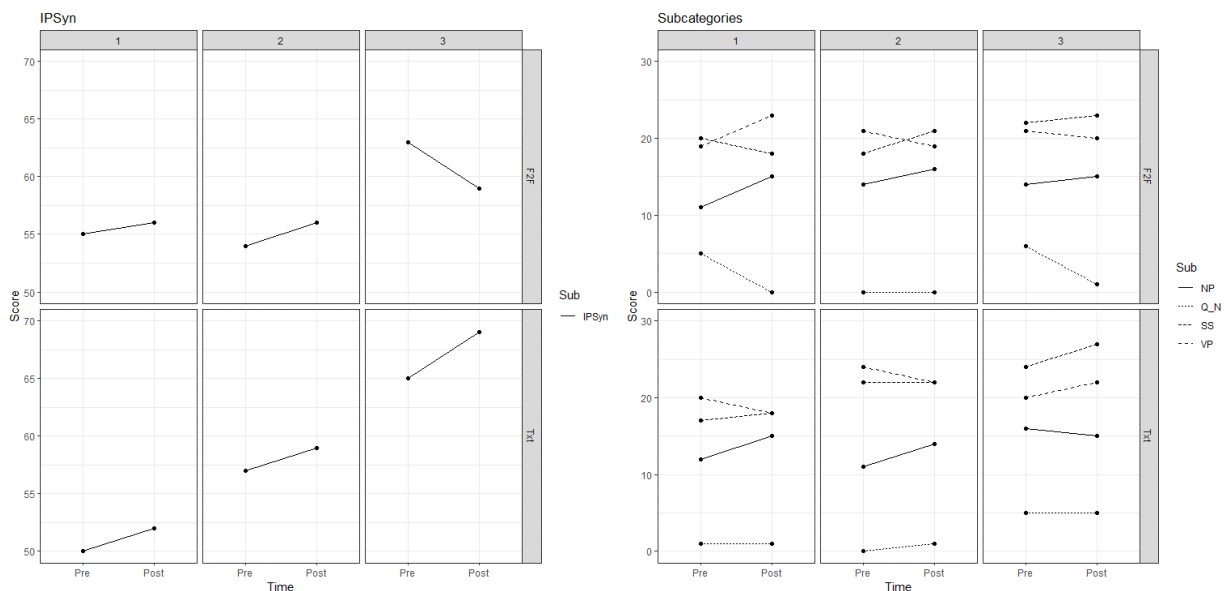 IPSyn
1 2 3
70
65
60
55
50
F2F
70
65
60
55
50
Txt
Score
Pre Post Pre Post Pre Post
Time
Sub
IPSyn
Subcategories
1 2 3
30
20
10
0
F2F
30
20
10
0
Txt
Score
Pre Post Pre Post Pre Post
Time
Sub
NP
Q_N
SS
VP